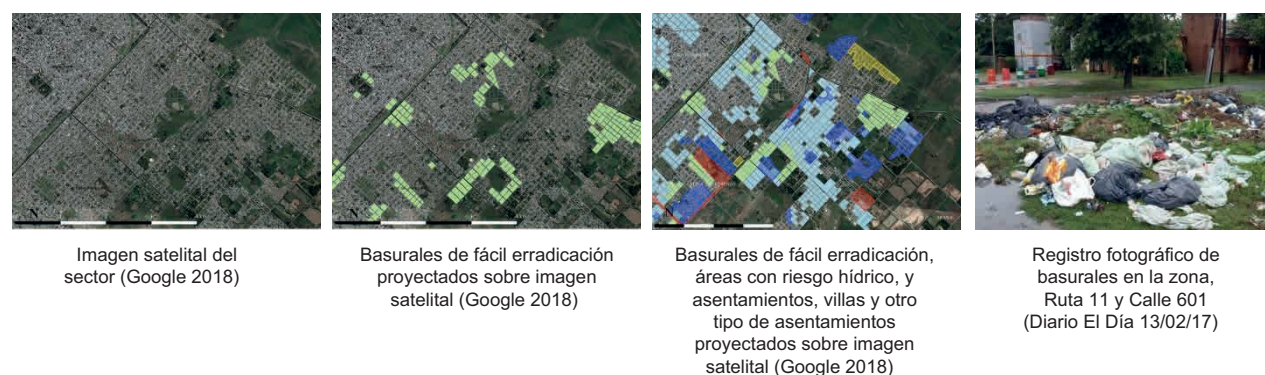 N
N
N
Imagen satelital del
sector (Google 2018)
Basurales de fácil erradicación
proyectados sobre imagen
satelital (Google 2018)
Basurales de fácil erradicación,
áreas con riesgo hídrico, y
asentamientos, villas y otro
tipo de asentamientos
proyectados sobre imagen
satelital (Google 2018)
Registro fotográfico de
basurales en la zona,
Ruta 11 y Calle 601
(Diario El Día 13/02/17)